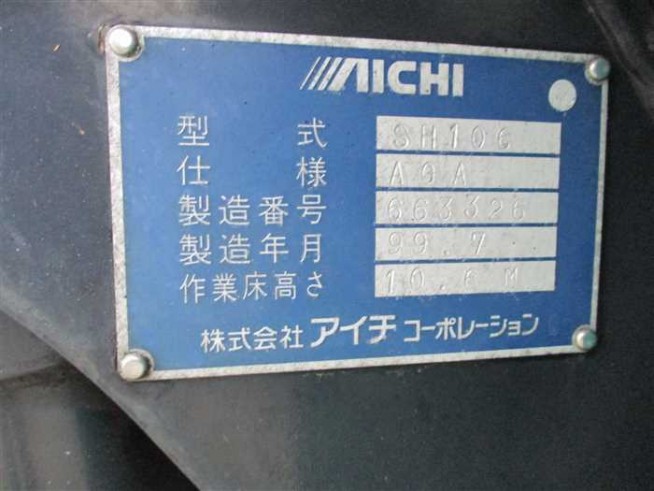 AICHI
型式 SH106
仕様 A9A
製造番号 663326
製造年月 99.7
作業床高さ 10.6M
株式会社 アイチ コーポレーション